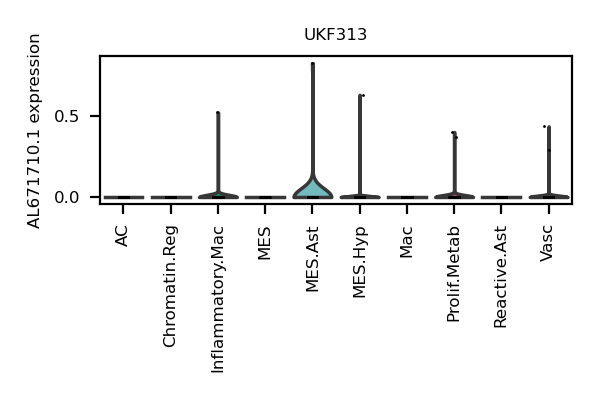 UKF313
AL671710.1 expression
0.5
0.0
AC
Chromatin.Reg
Inflammatory.Mac
MES
MES.Ast
MES.Hyp
Mac
Prolif.Metab
Reactive.Ast
Vasc